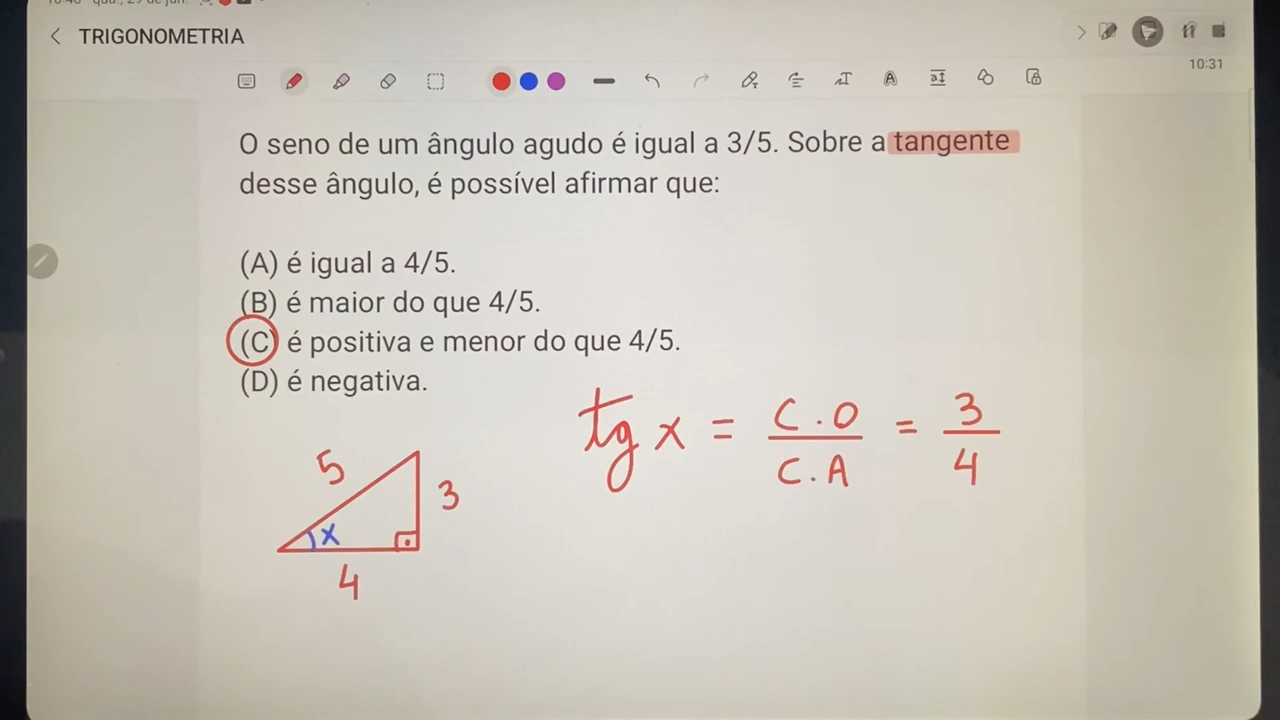 TRIGONOMETRIA
10:31
O seno de um ângulo agudo é igual a 3/5. Sobre a tangente
desse ângulo, é possível afirmar que:
(A) é igual a 4/5.
(B) é maior do que 4/5.
(C) é positiva e menor do que 4/5.
(D) é negativa.
tg x = C.O / C.A = 3 / 4
5
3
x
4